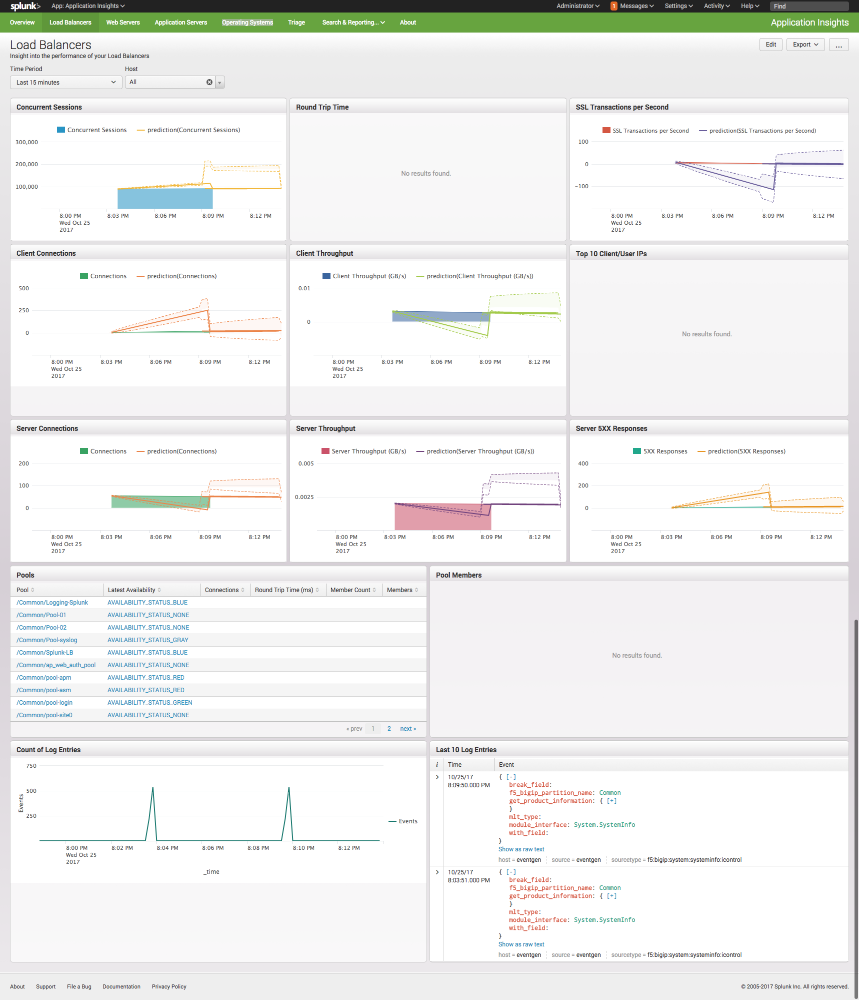 splunk> App: Application Insights Administrator 1 Messages Settings Activity Help Find
Overview Load Balancers Web Servers Application Servers Operating Systems Triage Search & Reporting... About Application Insights
Load Balancers Edit Export ...
Insight into the performance of your Load Balancers
Time Period Host
Last 15 minutes All
Concurrent Sessions
Concurrent Sessions prediction(Concurrent Sessions)
300,000
200,000
100,000
8:00 PM 8:03 PM 8:06 PM 8:09 PM 8:12 PM
Wed Oct 25
2017
Round Trip Time
No results found.
SSL Transactions per Second
SSL Transactions per Second prediction(SSL Transactions per Second)
100
0
-100
8:00 PM 8:03 PM 8:06 PM 8:09 PM 8:12 PM
Wed Oct 25
2017
Client Connections
Connections prediction(Connections)
500
250
0
8:00 PM 8:03 PM 8:06 PM 8:09 PM 8:12 PM
Wed Oct 25
2017
Client Throughput
Client Throughput (GB/s) prediction(Client Throughput (GB/s))
0.01
0
8:00 PM 8:03 PM 8:06 PM 8:09 PM 8:12 PM
Wed Oct 25
2017
Top 10 Client/User IPs
No results found.
Server Connections
Connections prediction(Connections)
200
100
0
8:00 PM 8:03 PM 8:06 PM 8:09 PM 8:12 PM
Wed Oct 25
2017
Server Throughput
Server Throughput (GB/s) prediction(Server Throughput (GB/s))
0.005
0.0025
8:00 PM 8:03 PM 8:06 PM 8:09 PM 8:12 PM
Wed Oct 25
2017
Server 5XX Responses
5XX Responses prediction(5XX Responses)
400
200
0
8:00 PM 8:03 PM 8:06 PM 8:09 PM 8:12 PM
Wed Oct 25
2017
Pools
Pool Latest Availability Connections Round Trip Time (ms) Member Count Members
/Common/Logging-Splunk AVAILABILITY_STATUS_BLUE
/Common/Pool-01 AVAILABILITY_STATUS_NONE
/Common/Pool-02 AVAILABILITY_STATUS_NONE
/Common/Pool-syslog AVAILABILITY_STATUS_GRAY
/Common/Splunk-LB AVAILABILITY_STATUS_BLUE
/Common/ap_web_auth_pool AVAILABILITY_STATUS_NONE
/Common/pool-apm AVAILABILITY_STATUS_RED
/Common/pool-asm AVAILABILITY_STATUS_RED
/Common/pool-login AVAILABILITY_STATUS_GREEN
/Common/pool-site0 AVAILABILITY_STATUS_NONE
« prev 1 2 next »
Pool Members
No results found.
Count of Log Entries
750
500
250
Events
Events
8:00 PM 8:02 PM 8:04 PM 8:06 PM 8:08 PM 8:10 PM 8:12 PM
Wed Oct 25
2017
_time
Last 10 Log Entries
i Time Event
10/25/17 { [-]
8:09:50.000 PM break_field:
f5_bigip_partition_name: Common
get_product_information: { [+]
}
mlt_type:
module_interface: System.SystemInfo
with_field:
}
Show as raw text
host = eventgen source = eventgen sourcetype = f5:bigip:system:systeminfo:icontrol
10/25/17 { [-]
8:03:51.000 PM break_field:
f5_bigip_partition_name: Common
get_product_information: { [+]
}
mlt_type:
module_interface: System.SystemInfo
with_field:
}
Show as raw text
host = eventgen source = eventgen sourcetype = f5:bigip:system:systeminfo:icontrol
About Support File a Bug Documentation Privacy Policy © 2005-2017 Splunk Inc. All rights reserved.